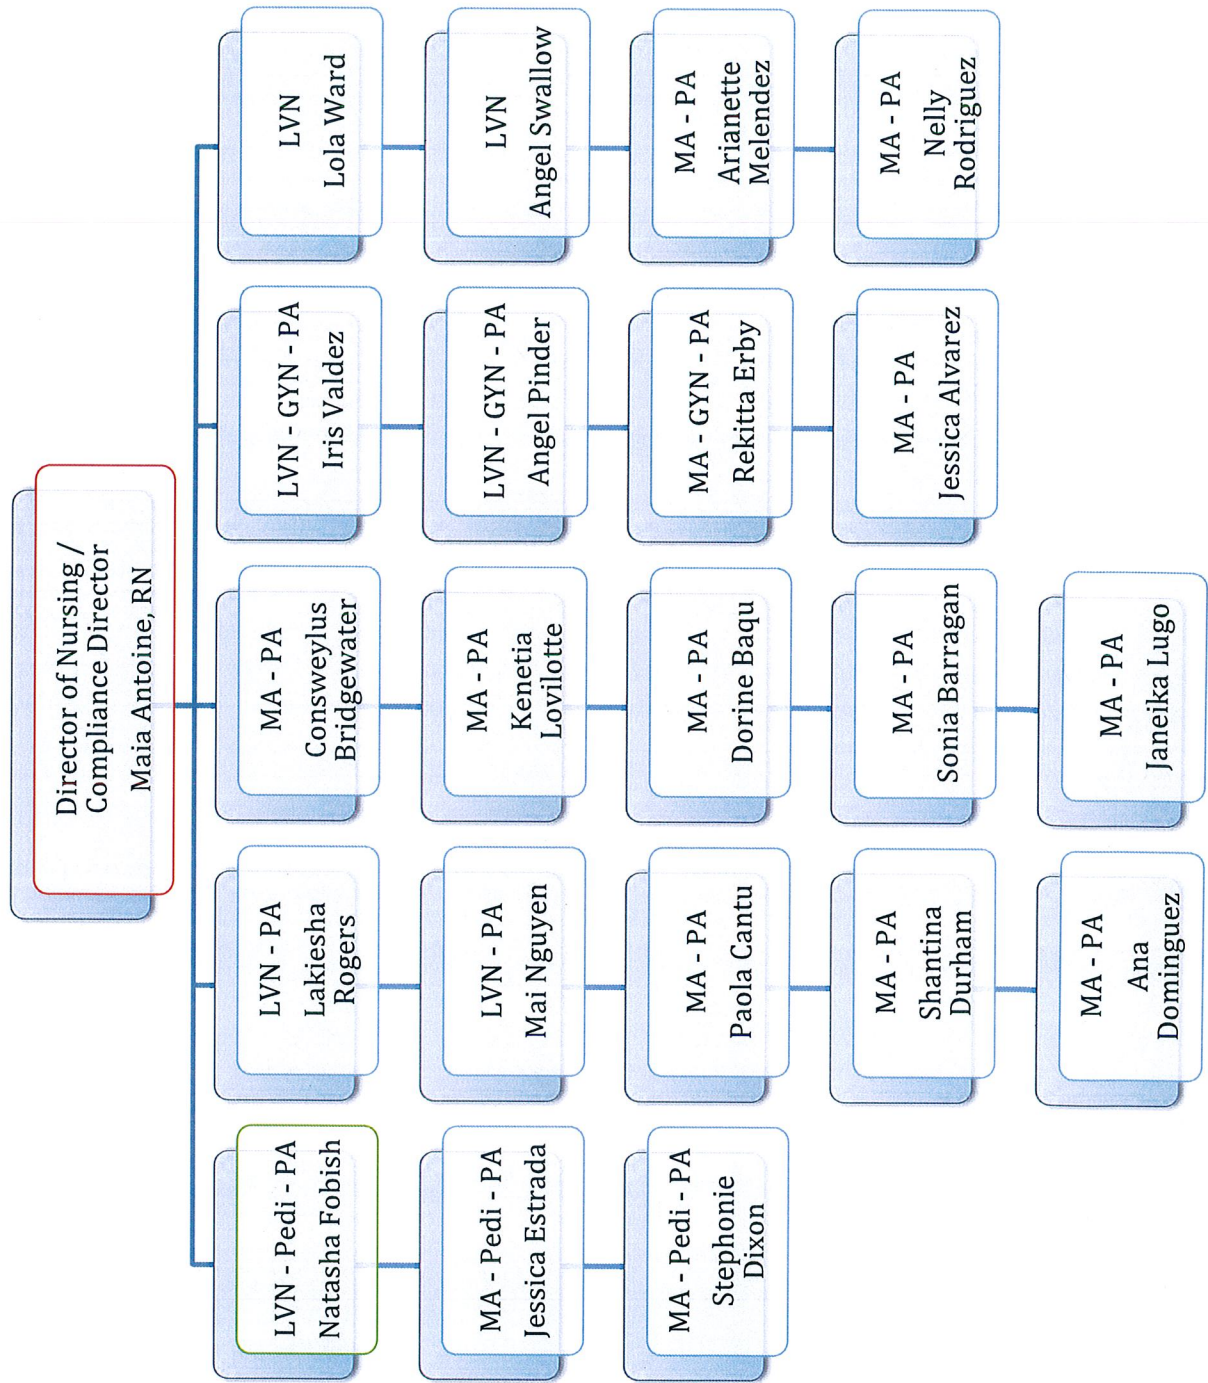 Director of Nursing /
Compliance Director
Maia Antoine, RN
LVN - Pedi - PA
Natasha Fobish
MA - Pedi - PA
Jessica Estrada
MA - Pedi - PA
Stephonie
Dixon
LVN - PA
Lakiesha
Rogers
LVN - PA
Mai Nguyen
MA - PA
Paola Cantu
MA - PA
Shantina
Durham
MA - PA
Ana
Dominguez
MA - PA
Consweylus
Bridgewater
MA - PA
Kenetia
Lovilotte
MA - PA
Dorine Baqu
MA - PA
Sonia Barragan
MA - PA
Janeika Lugo
LVN - GYN - PA
Iris Valdez
LVN - GYN - PA
Angel Pinder
MA - GYN - PA
Rekitta Erby
MA - PA
Jessica Alvarez
LVN
Lola Ward
LVN
Angel Swallow
MA - PA
Arianette
Melendez
MA - PA
Nelly
Rodriguez